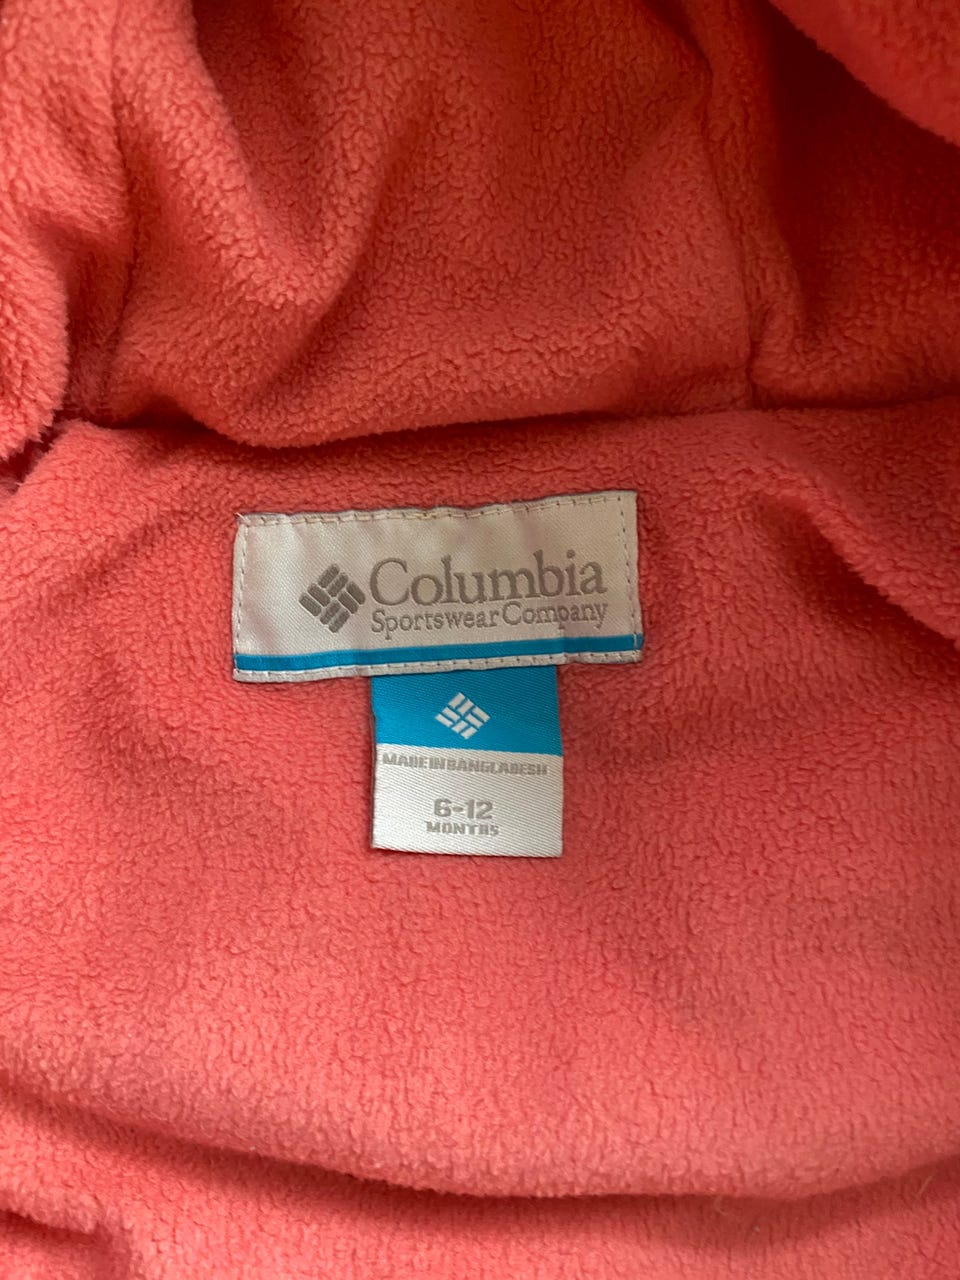 Columbia
Sportswear Company
MADE IN BANGLADESH
6-12
MONTHS